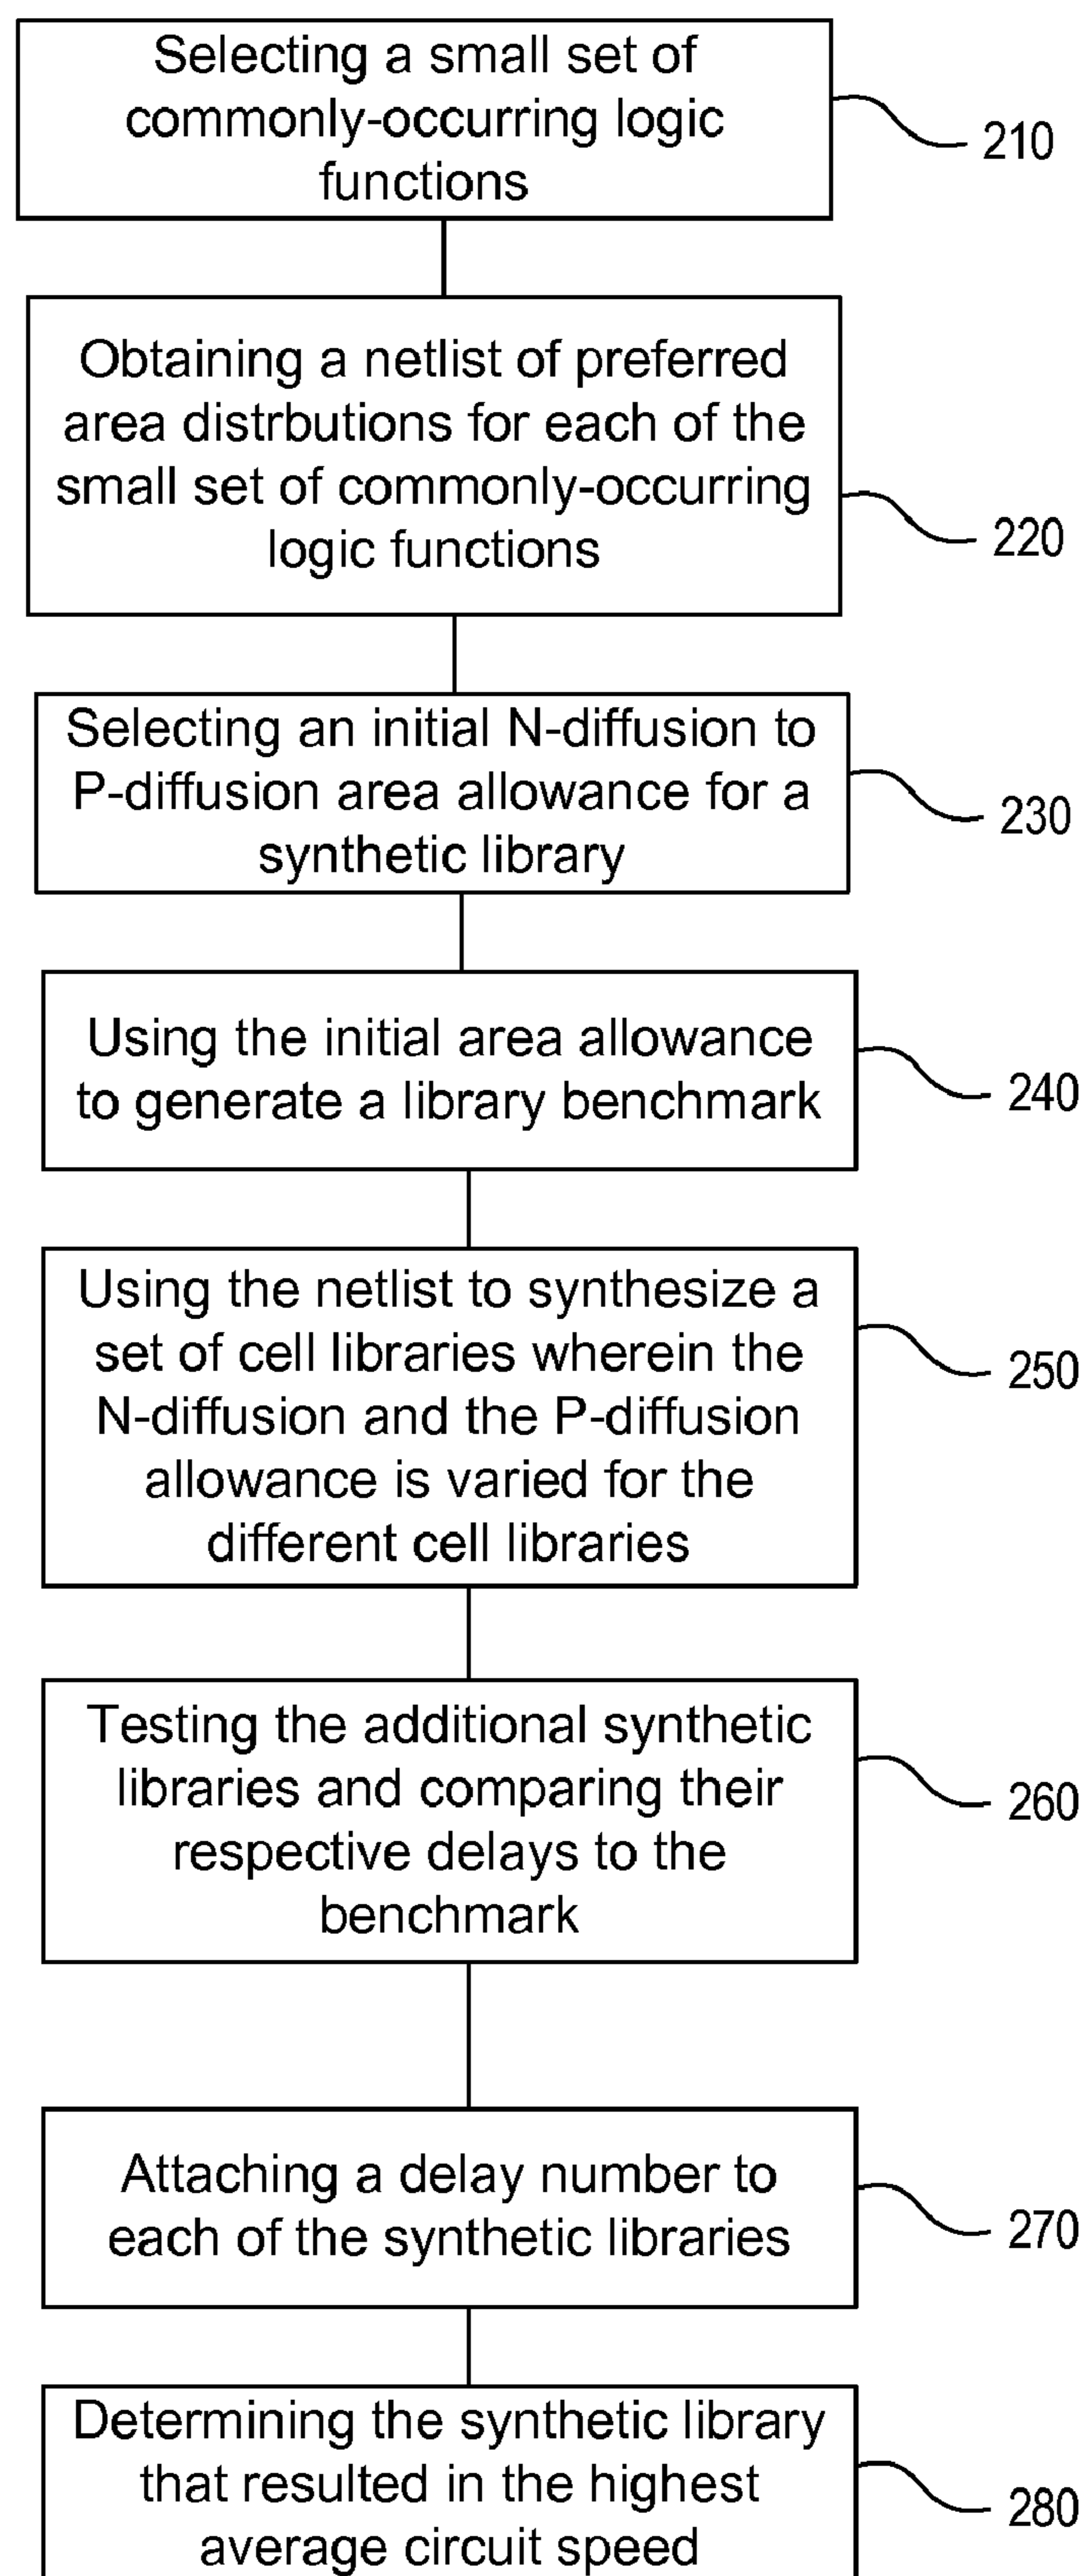 Selecting a small set of
commonly-occurring logic
functions
210
Obtaining a netlist of preferred
area distrbutions for each of the
small set of commonly-occurring
logic functions
220
Selecting an initial N-diffusion to
P-diffusion area allowance for a
synthetic library
230
Using the initial area allowance
to generate a library benchmark
240
Using the netlist to synthesize a
set of cell libraries wherein the
N-diffusion and the P-diffusion
allowance is varied for the
different cell libraries
250
Testing the additional synthetic
libraries and comparing their
respective delays to the
benchmark
260
Attaching a delay number to
each of the synthetic libraries
270
Determining the synthetic library
that resulted in the highest
average circuit speed
280